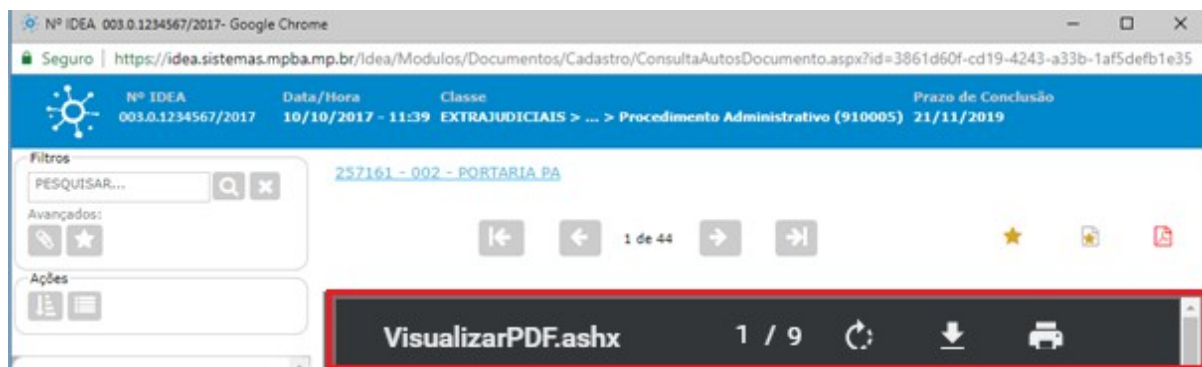 Nº IDEA 003.0.1234567/2017- Google Chrome
Seguro | https://idea.sistemas.mpba.mp.br/Idea/Modulos/Documentos/Cadastro/ConsultaAutosDocumento.aspx?id=3861d60f-cd19-4243-a33b-1af5defb1e35
Nº IDEA Data/Hora Classe Prazo de Conclusão
003.0.1234567/2017 10/10/2017 - 11:39 EXTRAJUDICIAIS > ... > Procedimento Administrativo (910005) 21/11/2019
Filtros
PESQUISAR...
257161 - 002 - PORTARIA PA
Avançados:
1 de 44
Ações
VisualizarPDF.ashx 1 / 9